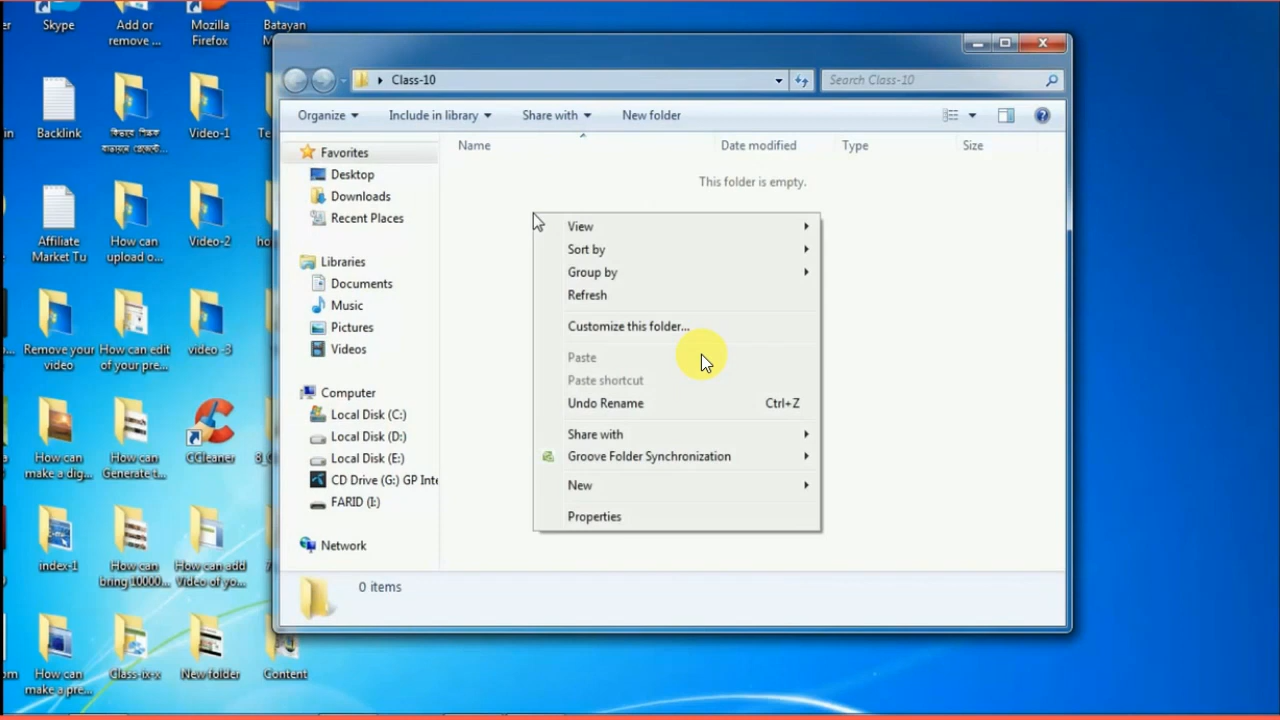 Skype
Add or
remove ...
Mozilla
Firefox
Batayan
Backlink
Video-1
Affiliate
Market Tu
How can
upload o...
Video-2
Remove your
video
How can edit
of your pre...
video -3
How can
make a dig...
How can
Generate t...
CCleaner
index-1
How can
bring 10000...
How can add
Video of yo...
How can
make a pre...
Class-ix-x
New folder
Content
Class-10
Search Class-10
Organize
Include in library
Share with
New folder
Name
Date modified
Type
Size
This folder is empty.
Favorites
Desktop
Downloads
Recent Places
Libraries
Documents
Music
Pictures
Videos
Computer
Local Disk (C:)
Local Disk (D:)
Local Disk (E:)
CD Drive (G:) GP Inte
FARID (I:)
Network
View
Sort by
Group by
Refresh
Customize this folder...
Paste
Paste shortcut
Undo Rename Ctrl+Z
Share with
Groove Folder Synchronization
New
Properties
0 items